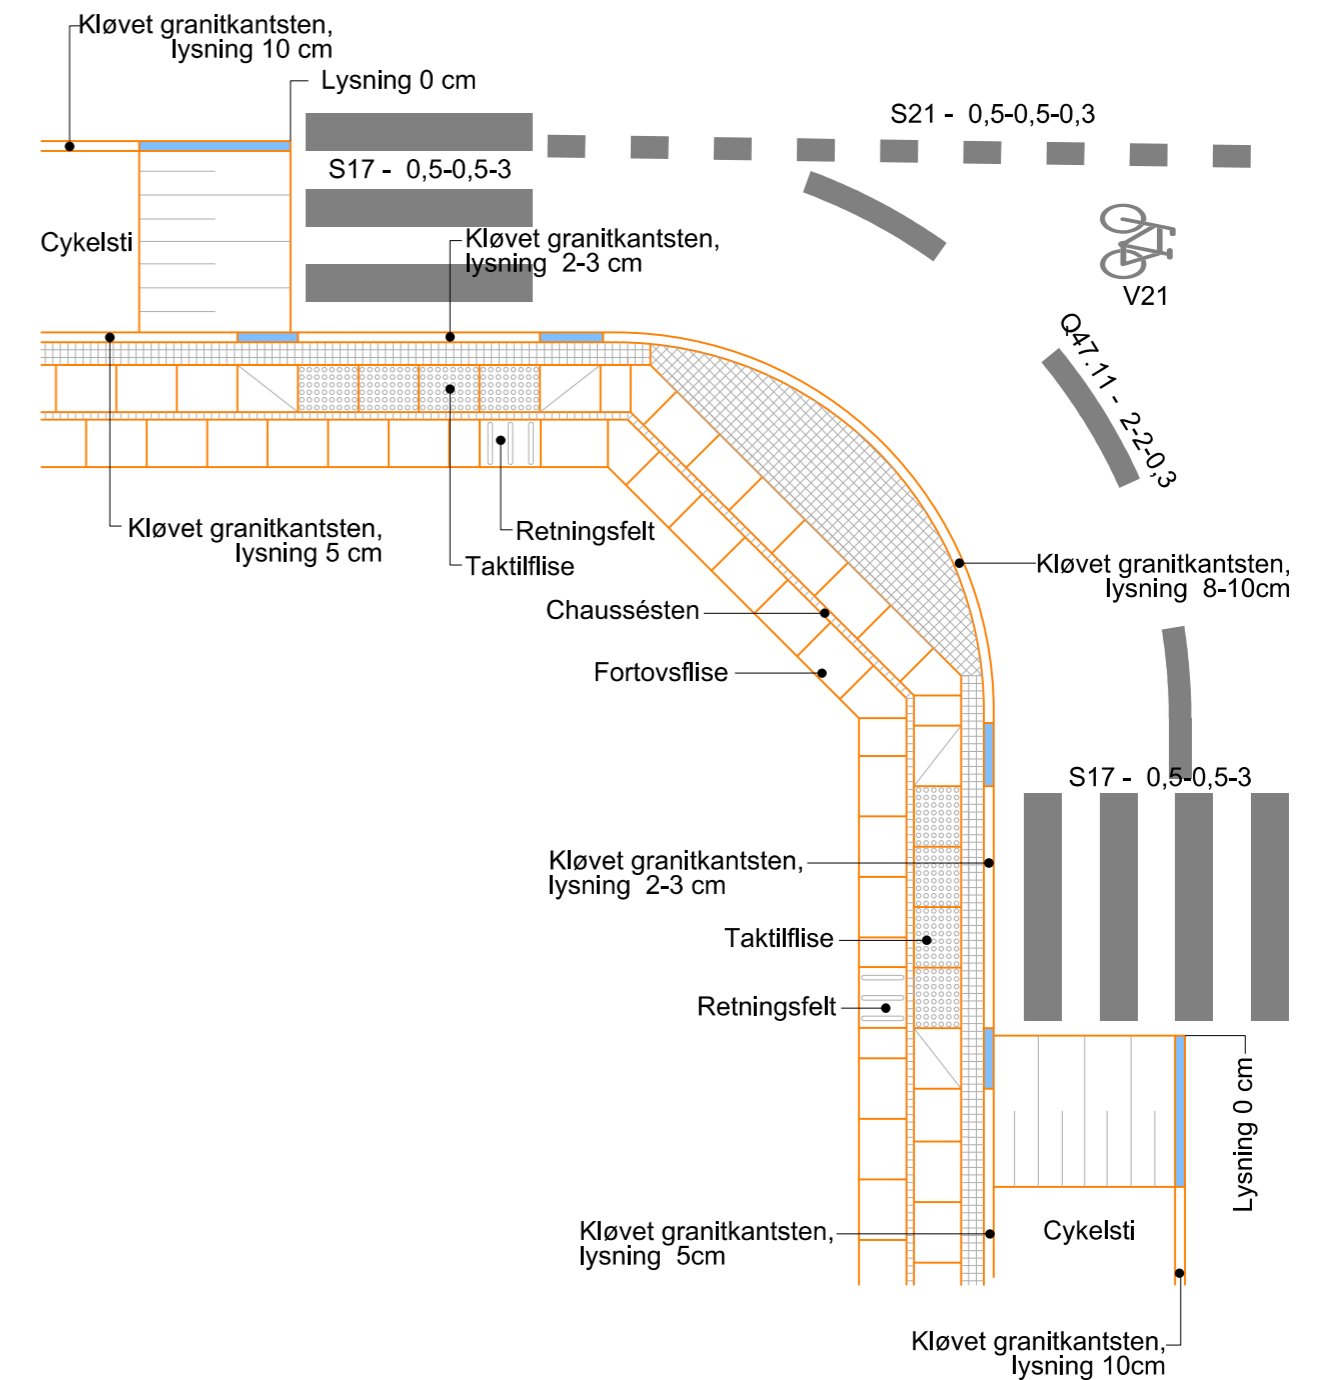 Kløvet granitkantsten,
lysning 10 cm
Lysning 0 cm
S21 - 0,5-0,5-0,3
S17 - 0,5-0,5-3
Cykelsti
Kløvet granitkantsten,
lysning 2-3 cm
V21
Q47.11 - 2-2-0,3
Kløvet granitkantsten,
lysning 5 cm
Retningsfelt
Taktilflise
Kløvet granitkantsten,
lysning 8-10cm
Chaussésten
Fortovsflise
S17 - 0,5-0,5-3
Kløvet granitkantsten,
lysning 2-3 cm
Taktilflise
Retningsfelt
Lysning 0 cm
Kløvet granitkantsten,
lysning 5cm
Cykelsti
Kløvet granitkantsten,
lysning 10cm